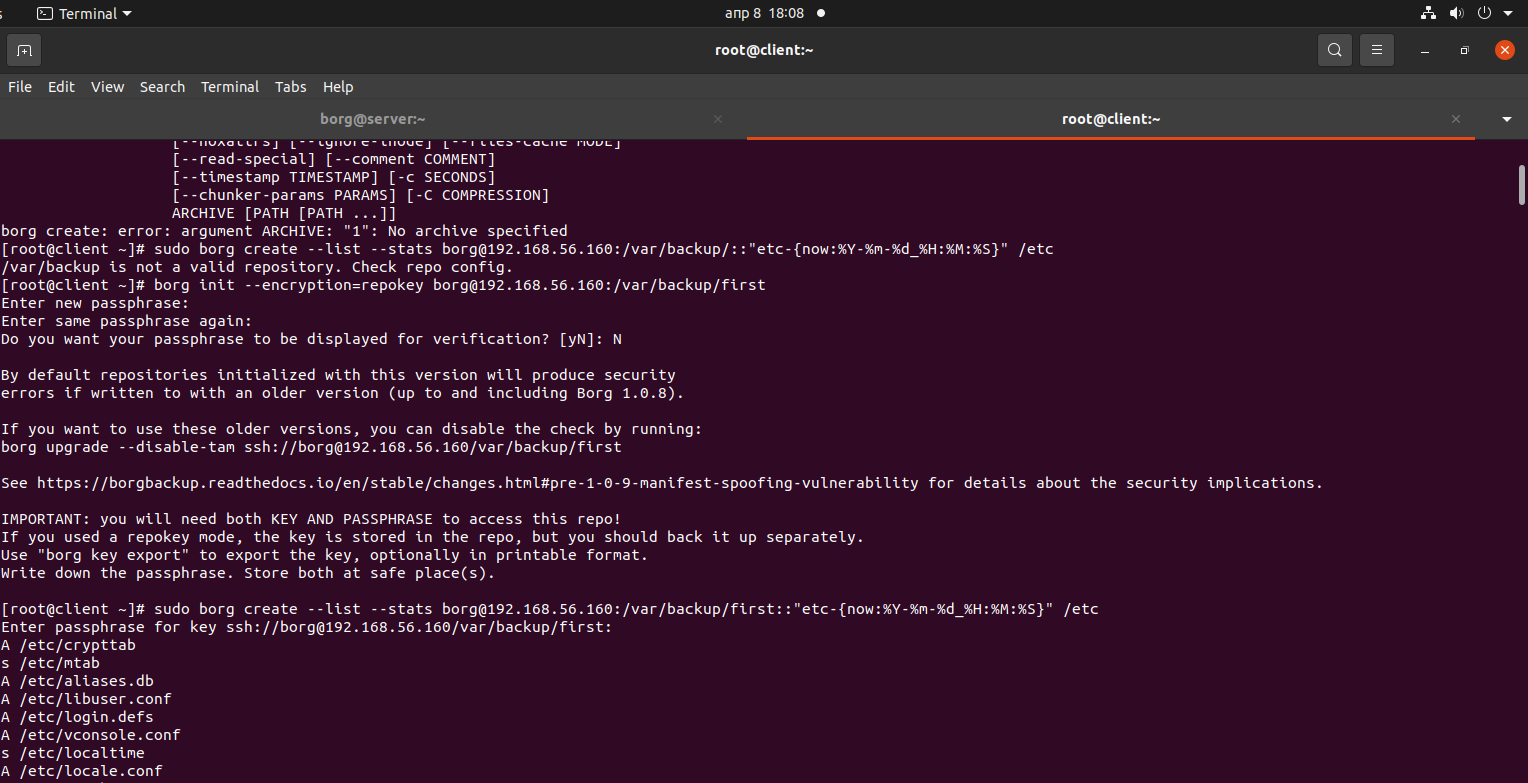 Terminal
апр 8 18:08
root@client:~
File Edit View Search Terminal Tabs Help
borg@server:~
root@client:~
[--noxattrs] [--ignore-inode] [--files-cache MODE]
[--read-special] [--comment COMMENT]
[--timestamp TIMESTAMP] [-c SECONDS]
[--chunker-params PARAMS] [-C COMPRESSION]
ARCHIVE [PATH [PATH ...]]
borg create: error: argument ARCHIVE: "1": No archive specified
[root@client ~]# sudo borg create --list --stats borg@192.168.56.160:/var/backup/::"etc-{now:%Y-%m-%d_%H:%M:%S}" /etc
/var/backup is not a valid repository. Check repo config.
[root@client ~]# borg init --encryption=repokey borg@192.168.56.160:/var/backup/first
Enter new passphrase:
Enter same passphrase again:
Do you want your passphrase to be displayed for verification? [yN]: N
By default repositories initialized with this version will produce security
errors if written to with an older version (up to and including Borg 1.0.8).
If you want to use these older versions, you can disable the check by running:
borg upgrade --disable-tam ssh://borg@192.168.56.160/var/backup/first
See https://borgbackup.readthedocs.io/en/stable/changes.html#pre-1-0-9-manifest-spoofing-vulnerability for details about the security implications.
IMPORTANT: you will need both KEY AND PASSPHRASE to access this repo!
If you used a repokey mode, the key is stored in the repo, but you should back it up separately.
Use "borg key export" to export the key, optionally in printable format.
Write down the passphrase. Store both at safe place(s).
[root@client ~]# sudo borg create --list --stats borg@192.168.56.160:/var/backup/first::"etc-{now:%Y-%m-%d_%H:%M:%S}" /etc
Enter passphrase for key ssh://borg@192.168.56.160/var/backup/first:
A /etc/crypttab
s /etc/mtab
A /etc/aliases.db
A /etc/libuser.conf
A /etc/login.defs
A /etc/vconsole.conf
s /etc/localtime
A /etc/locale.conf